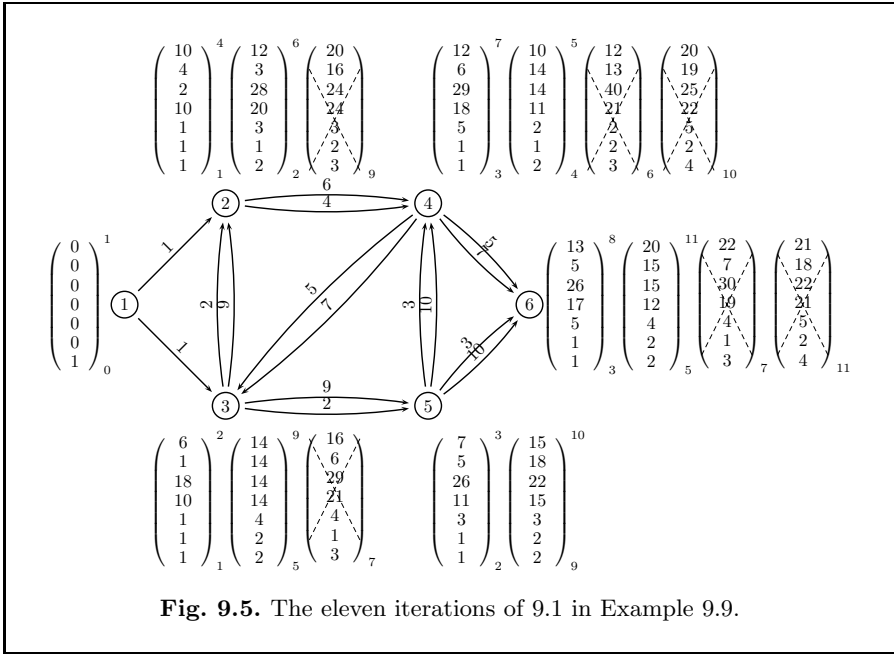 10 4 12 6 20 12 7 10 5 12 20
4 3 16 6 14 13 19
2 28 24 29 14 40 25
10 20 24 18 11 21 22
1 3 3 5 2 2 5
1 1 2 1 1 2 2
1 1 2 2 3 9 1 3 2 4 3 6 4 10
2 6 4 4
0 1 1 5 7 13 8 20 11 22 21
0 5 15 7 18
0 26 15 30 22
0 1 2 9 3 10 6 17 12 19 21
0 5 4 4 5
0 1 3 1 2 1 2
1 0 1 3 2 5 3 7 4 11
3 10
3 9 2 5
6 2 14 9 16 7 3 15 10
1 14 6 5 18
18 14 29 26 22
10 14 21 11 15
1 4 4 3 3
1 2 1 1 2
1 1 2 5 3 7 1 2 2 9
Fig. 9.5. The eleven iterations of 9.1 in Example 9.9.